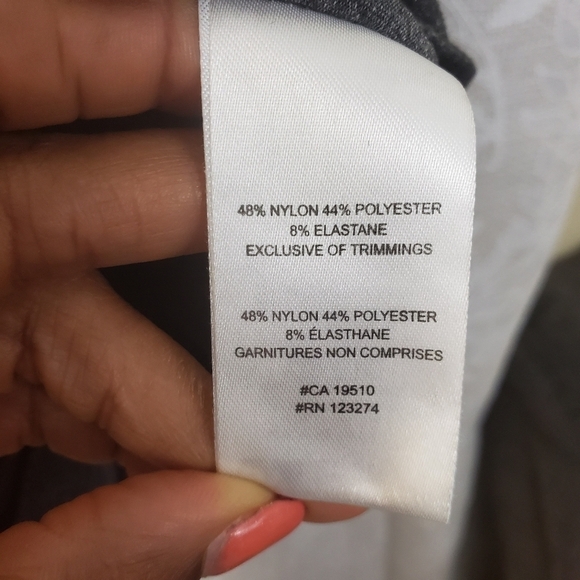 48% NYLON 44% POLYESTER
8% ELASTANE
EXCLUSIVE OF TRIMMINGS
48% NYLON 44% POLYESTER
8% ÉLASTHANE
GARNITURES NON COMPRISES
#CA 19510
#RN 123274